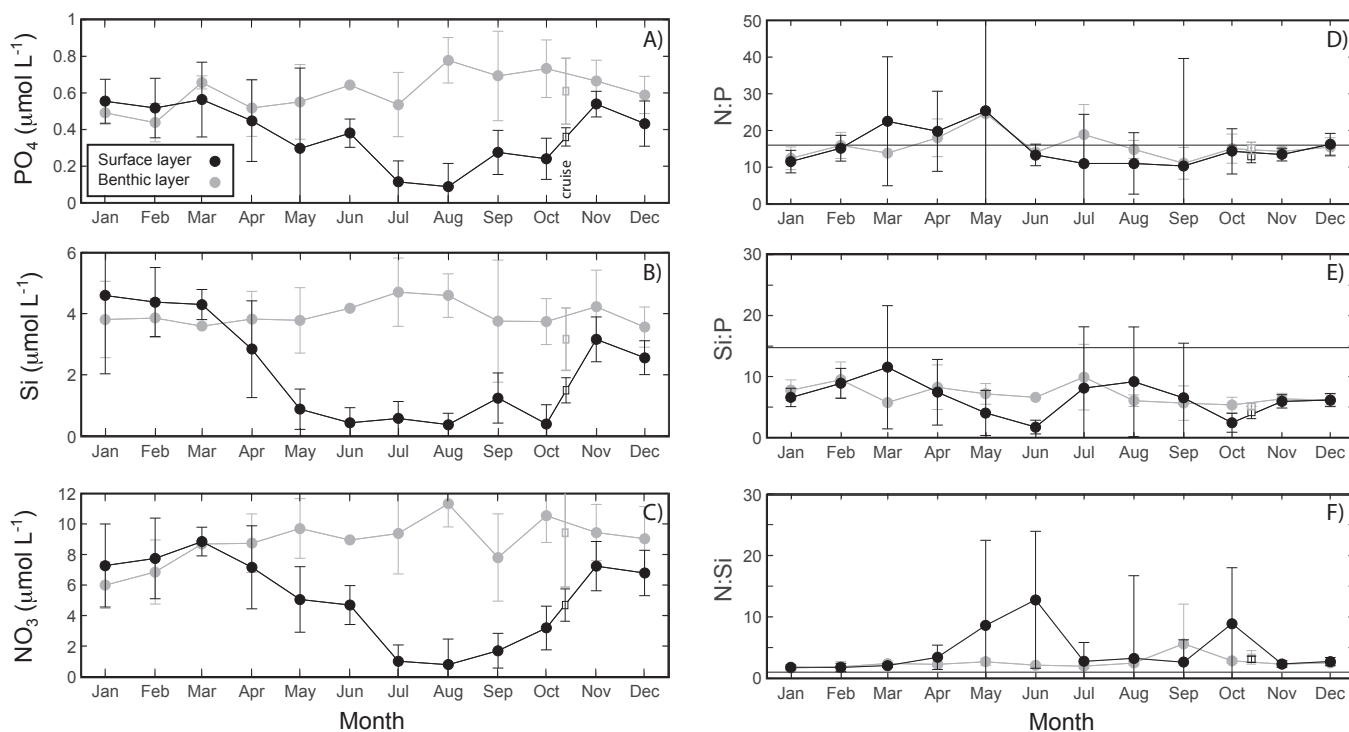 A)
PO4 (μmol L−1)
1
0.8
0.6
0.4
0.2
0
Surface layer
Benthic layer
cruise
Jan Feb Mar Apr May Jun Jul Aug Sep Oct Nov Dec
B)
Si (μmol L−1)
6
4
2
0
Jan Feb Mar Apr May Jun Jul Aug Sep Oct Nov Dec
C)
NO3 (μmol L−1)
12
10
8
6
4
2
0
Jan Feb Mar Apr May Jun Jul Aug Sep Oct Nov Dec
Month
D)
N:P
40
30
20
10
0
Jan Feb Mar Apr May Jun Jul Aug Sep Oct Nov Dec
E)
Si:P
30
20
10
0
Jan Feb Mar Apr May Jun Jul Aug Sep Oct Nov Dec
F)
N:Si
30
20
10
0
Jan Feb Mar Apr May Jun Jul Aug Sep Oct Nov Dec
Month